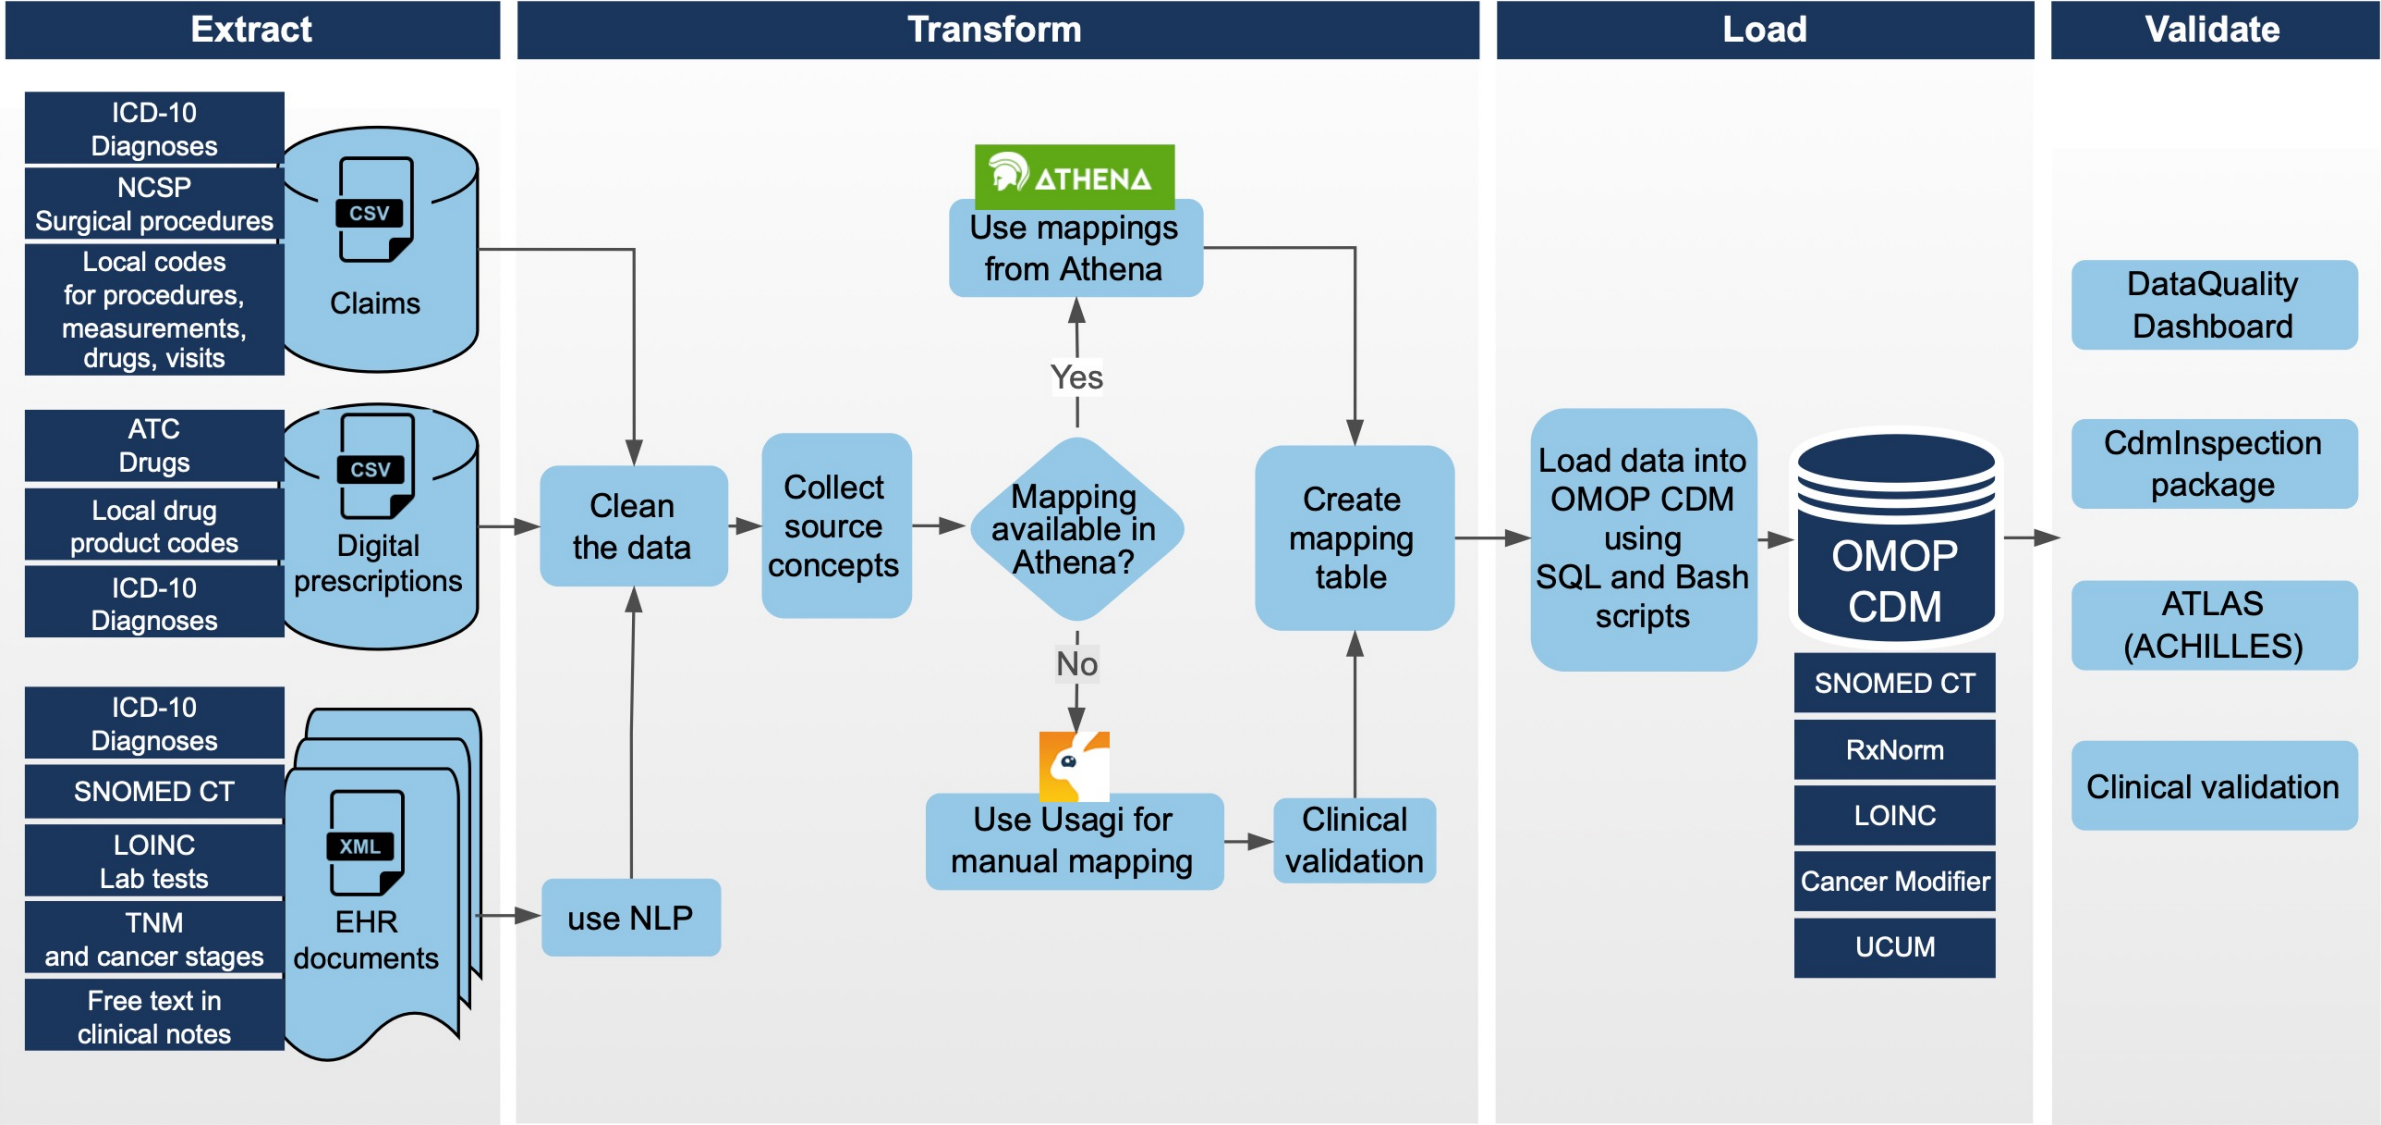 Extract
Transform
Load
Validate
ICD-10
Diagnoses
NCSP
Surgical procedures
Local codes
for procedures,
measurements,
drugs, visits
CSV
Claims
ATC
Drugs
Local drug
product codes
ICD-10
Diagnoses
CSV
Digital
prescriptions
ICD-10
Diagnoses
SNOMED CT
LOINC
Lab tests
TNM
and cancer stages
Free text in
clinical notes
XML
EHR
documents
use NLP
Clean
the data
Collect
source
concepts
Mapping
available in
Athena?
Yes
ATHENA
Use mappings
from Athena
No
Use Usagi for
manual mapping
Clinical
validation
Create
mapping
table
Load data into
OMOP CDM
using
SQL and Bash
scripts
OMOP
CDM
SNOMED CT
RxNorm
LOINC
Cancer Modifier
UCUM
DataQuality
Dashboard
CdmInspection
package
ATLAS
(ACHILLES)
Clinical validation